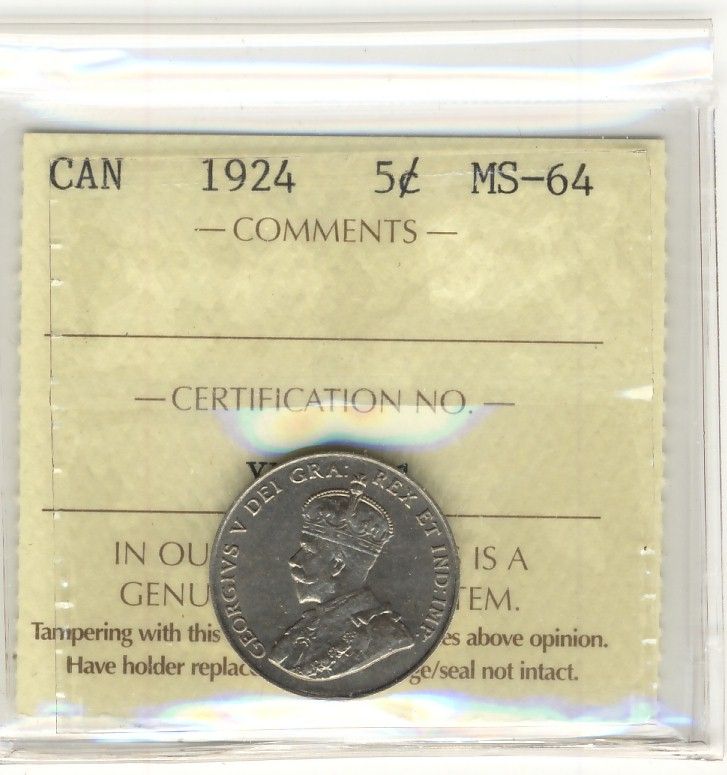 CAN 1924 5¢ MS-64
— COMMENTS —
— CERTIFICATION NO. —
GEORGIVS V DEI GRA: REX ET IND: IMP:
IN OU IS A
GENU TEM.
Tampering with this es above opinion.
Have holder replac ge/seal not intact.